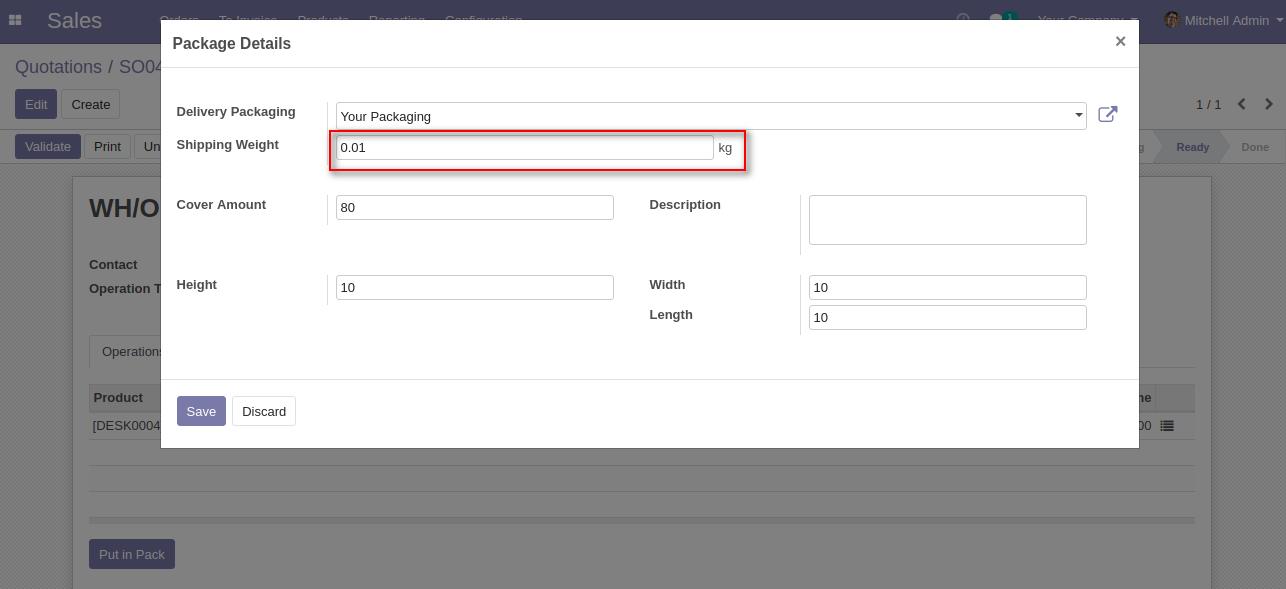 Sales
Orders To Invoice Products Reporting Configuration
1
Your Company
Mitchell Admin
Package Details
×
Quotations / SO04
Edit Create
1 / 1
Validate Print Un
Ready Done
Delivery Packaging
Your Packaging
Shipping Weight
0.01 kg
WH/O
Cover Amount
80
Description
Contact
Operation T
Height
10
Width
10
Length
10
Operations
Product
[DESK0004
00
Save Discard
Put in Pack